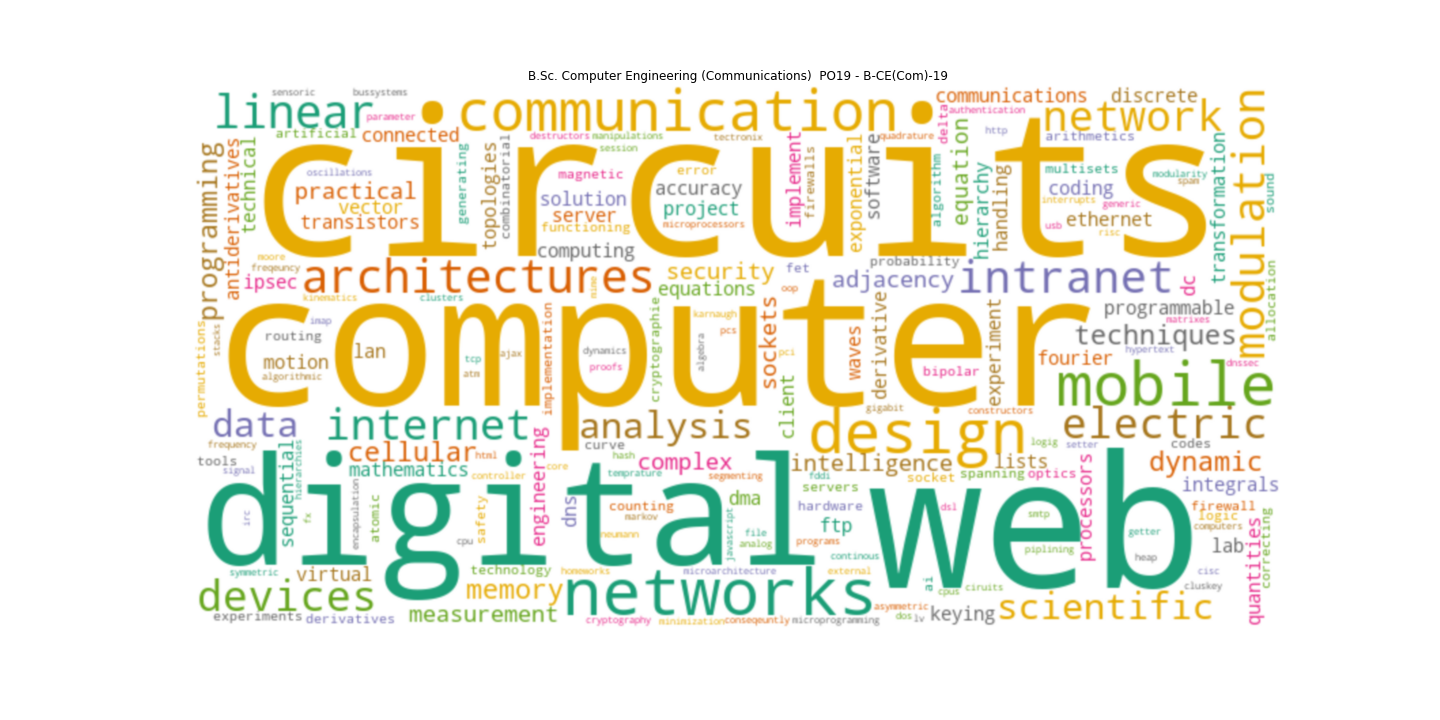 B.Sc. Computer Engineering (Communications)  PO19 - B-CE(Com)-19
sensoric
bussystems
linear
parameter
communication
communications
discrete
authentication
delta
network
modulation
artificial
connected
destructors
manipulations
tectronix
quadrature
http
arithmetics
session
programming
antiderivatives
technical
circuits
oscillations
practical
vector
transistors
generating
topologies
combinatorial
magnetic
error
solution
accuracy
server
project
functioning
microprocessors
implement
firewalls
exponential
software
algorithm
equation
hierarchy
handling
multisets
coding
interrupts
generic
usb
ethernet
risc
modularity
spam
transformation
sound
computing
moore
freqeuncy
ipsec
architectures
security
equations
fet
oop
probability
adjacency
intranet
dc
allocation
kinematics
clusters
mime
computer
imap
routing
motion
lan
algorithmic
stacks
permutations
tcp
atm
ajax
implementation
dynamics
proofs
cryptographie
karnaugh
algebra
pcs
sockets
pci
client
waves
derivative
bipolar
experiment
fourier
programmable
matrixes
techniques
hypertext
dnssec
mobile
data
internet
analysis
gigabit
constructors
design
electric
frequency
curve
logig
setter
codes
tools
cellular
html
mathematics
controller
core
hash
complex
temprature
segmenting
intelligence
fddi
socket
spanning
lists
optics
dynamic
integrals
signal
sequential
hierarchies
irc
fx
encapsulation
atomic
digital
cpu
safety
engineering
dns
counting
markov
neumann
dma
javascript
file
analog
servers
hardware
ftp
programs
continous
web
dsl
smtp
piplining
processors
getter
heap
firewall
logic
computers
lab
cisc
cluskey
quantities
correcting
symmetric
virtual
technology
homeworks
microarchitecture
external
ai
cpus
ciruits
devices
memory
networks
asymmetric
dos
lv
keying
scientific
experiments
derivatives
measurement
cryptography
minimization
conseqeuntly
microprogramming